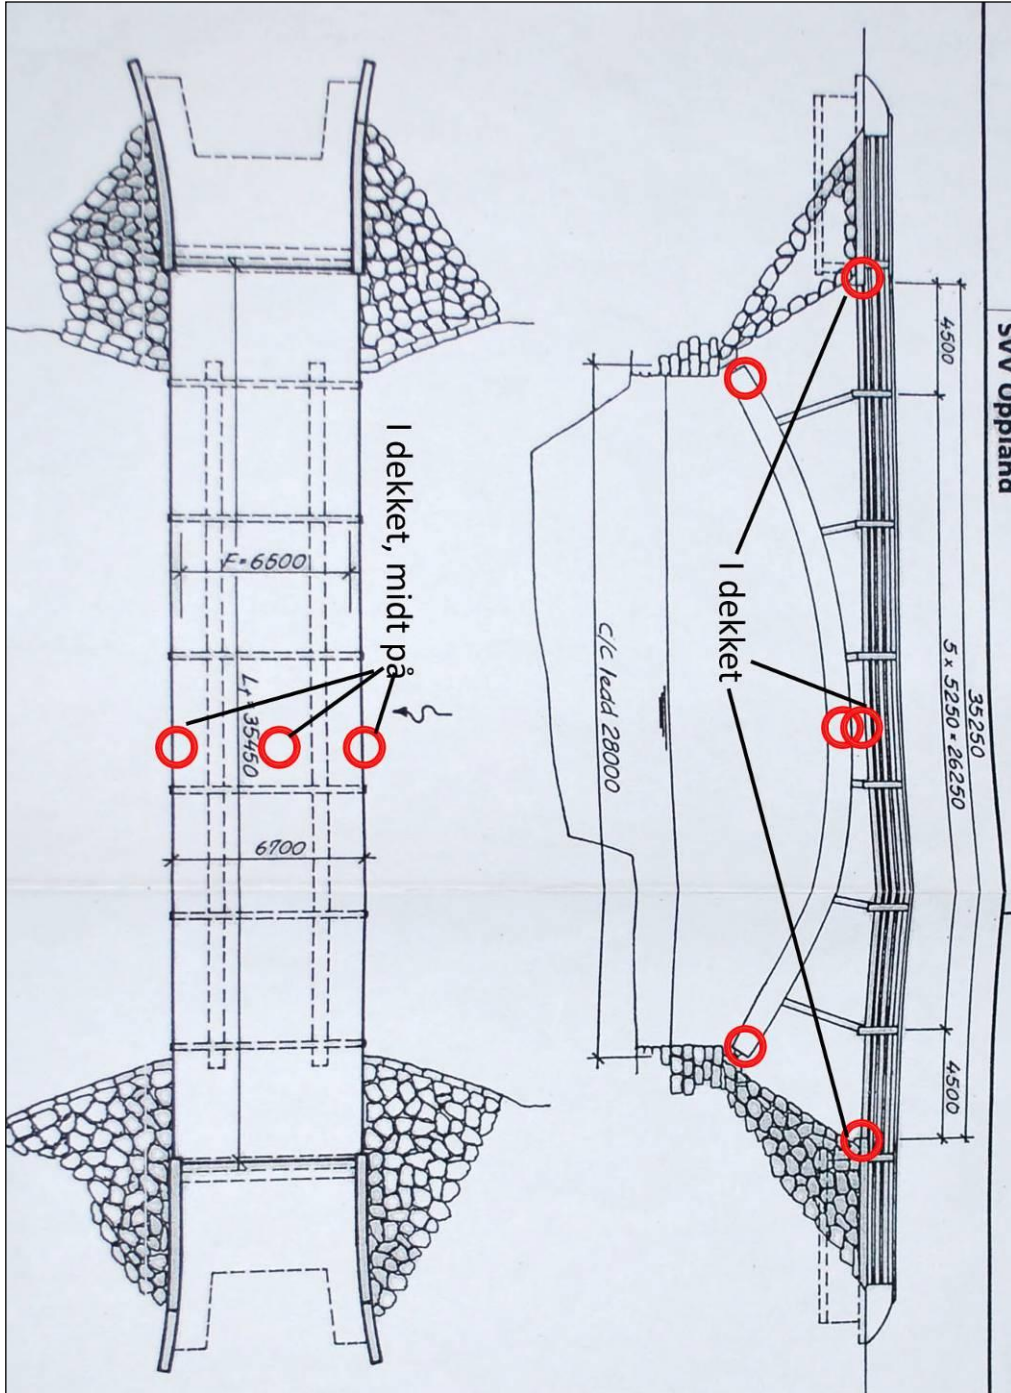 SVV Oppland
35250
4500
5 x 5250 = 26250
4500
I dekket
c/c ledd 28000
I dekket, midt på
F=6500
Lt=35450
6700